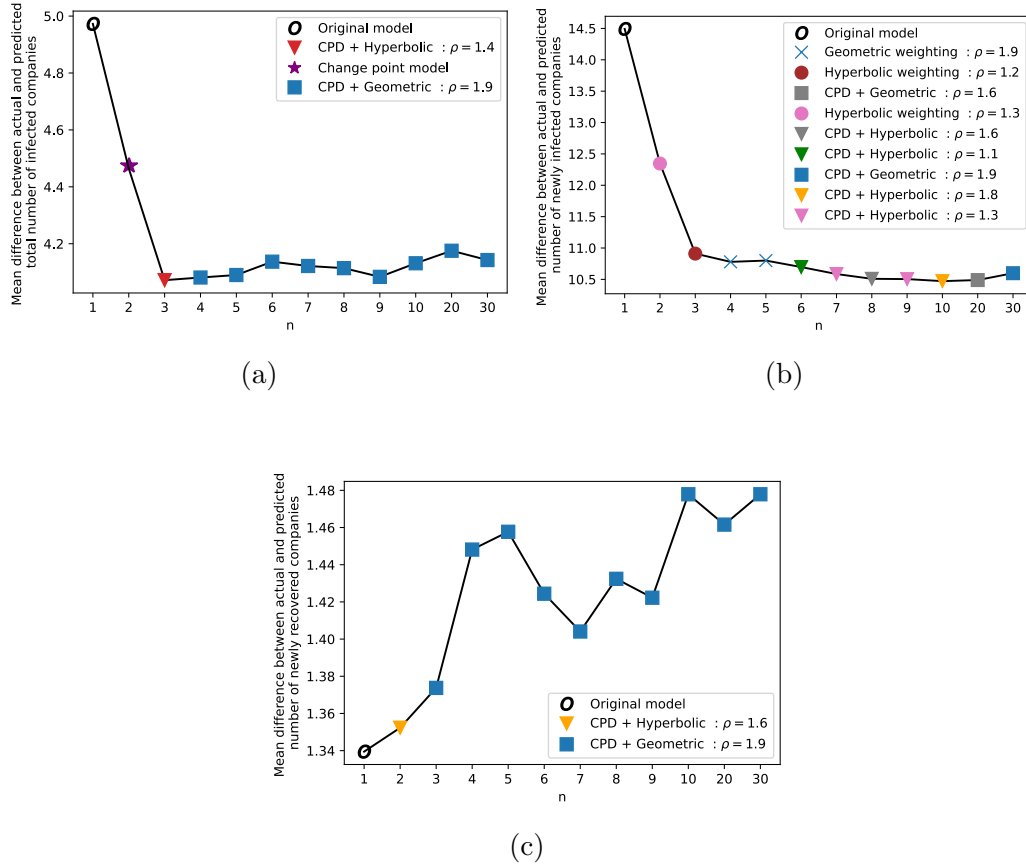 Mean difference between actual and predicted
total number of infected companies
5.0
4.8
4.6
4.4
4.2
1 2 3 4 5 6 7 8 9 10 20 30
n
O Original model
CPD + Hyperbolic : ρ = 1.4
Change point model
CPD + Geometric : ρ = 1.9
(a)
Mean difference between actual and predicted
number of newly infected companies
14.5
14.0
13.5
13.0
12.5
12.0
11.5
11.0
10.5
1 2 3 4 5 6 7 8 9 10 20 30
n
O Original model
Geometric weighting : ρ = 1.9
Hyperbolic weighting : ρ = 1.2
CPD + Geometric : ρ = 1.6
Hyperbolic weighting : ρ = 1.3
CPD + Hyperbolic : ρ = 1.6
CPD + Hyperbolic : ρ = 1.1
CPD + Geometric : ρ = 1.9
CPD + Hyperbolic : ρ = 1.8
CPD + Hyperbolic : ρ = 1.3
(b)
Mean difference between actual and predicted
number of newly recovered companies
1.48
1.46
1.44
1.42
1.40
1.38
1.36
1.34
1 2 3 4 5 6 7 8 9 10 20 30
n
O Original model
CPD + Hyperbolic : ρ = 1.6
CPD + Geometric : ρ = 1.9
(c)